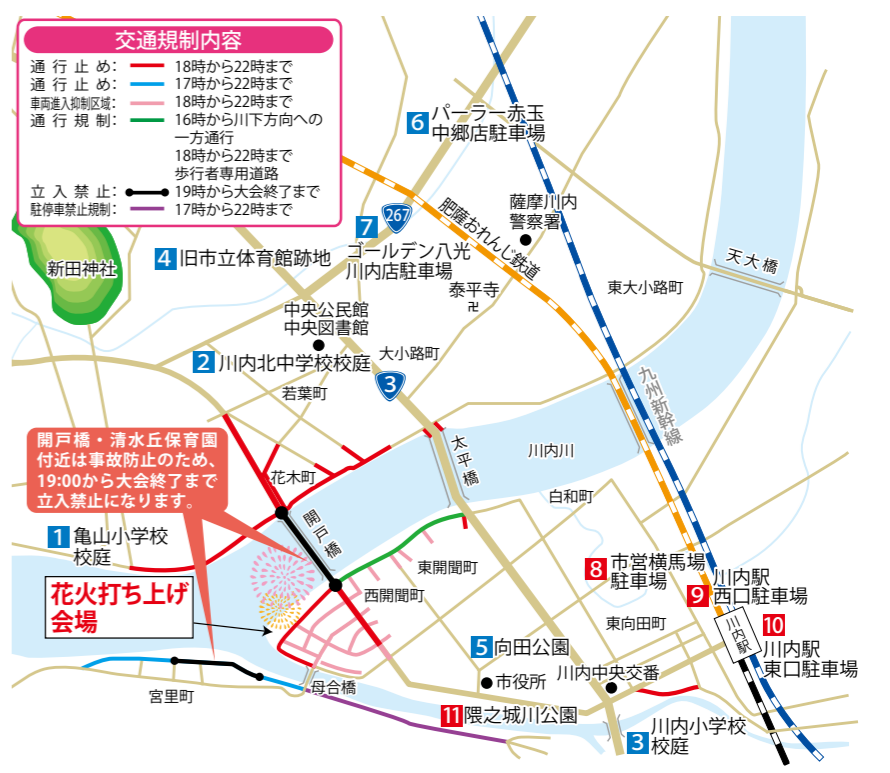 交通規制内容
通行止め： 18時から22時まで
通行止め： 17時から22時まで
車両進入抑制区域： 18時から22時まで
通行規制： 16時から川下方向への
一方通行
18時から22時まで
歩行者専用道路
立入禁止： 19時から大会終了まで
駐停車禁止規制： 17時から22時まで
6 パーラー赤玉
中郷店駐車場
267
肥薩おれんじ鉄道
薩摩川内
警察署
7 ゴールデン八光
川内店駐車場
4 旧市立体育館跡地
新田神社
泰平寺
卍
天大橋
東大小路町
中央公民館
中央図書館
大小路町
2 川内北中学校校庭
3
若葉町
九州新幹線
開戸橋・清水丘保育園
付近は事故防止のため、
19:00から大会終了まで
立入禁止になります。
花木町
太平橋
川内川
白和町
開戸橋
1 亀山小学校
校庭
花火打ち上げ
会場
東開聞町
西開聞町
8 市営横馬場
駐車場
9 川内駅
西口駐車場
東向田町
川内駅
10
川内駅
東口駐車場
5 向田公園
市役所
川内中央交番
宮里町
母合橋
11 隈之城川公園
3 川内小学校
校庭